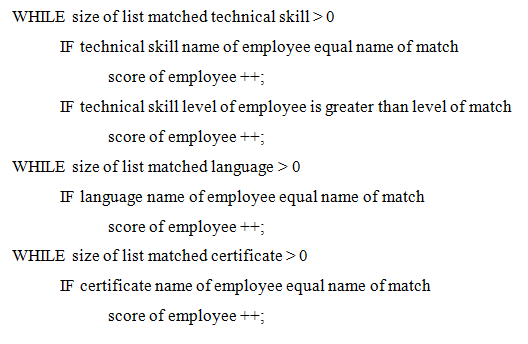 WHILE size of list matched technical skill > 0
IF technical skill name of employee equal name of match
score of employee ++;
IF technical skill level of employee is greater than level of match
score of employee ++;
WHILE size of list matched language > 0
IF language name of employee equal name of match
score of employee ++;
WHILE size of list matched certificate > 0
IF certificate name of employee equal name of match
score of employee ++;